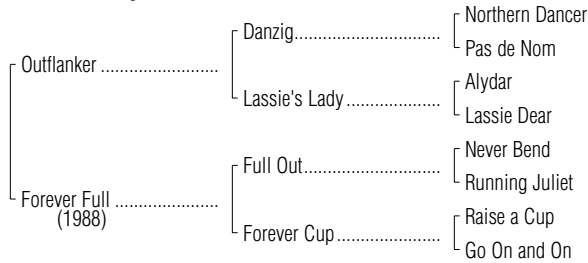 Northern Dancer
Danzig
Pas de Nom
Outflanker
Alydar
Lassie's Lady
Lassie Dear
Never Bend
Full Out
Running Juliet
Forever Full
(1988)
Raise a Cup
Forever Cup
Go On and On